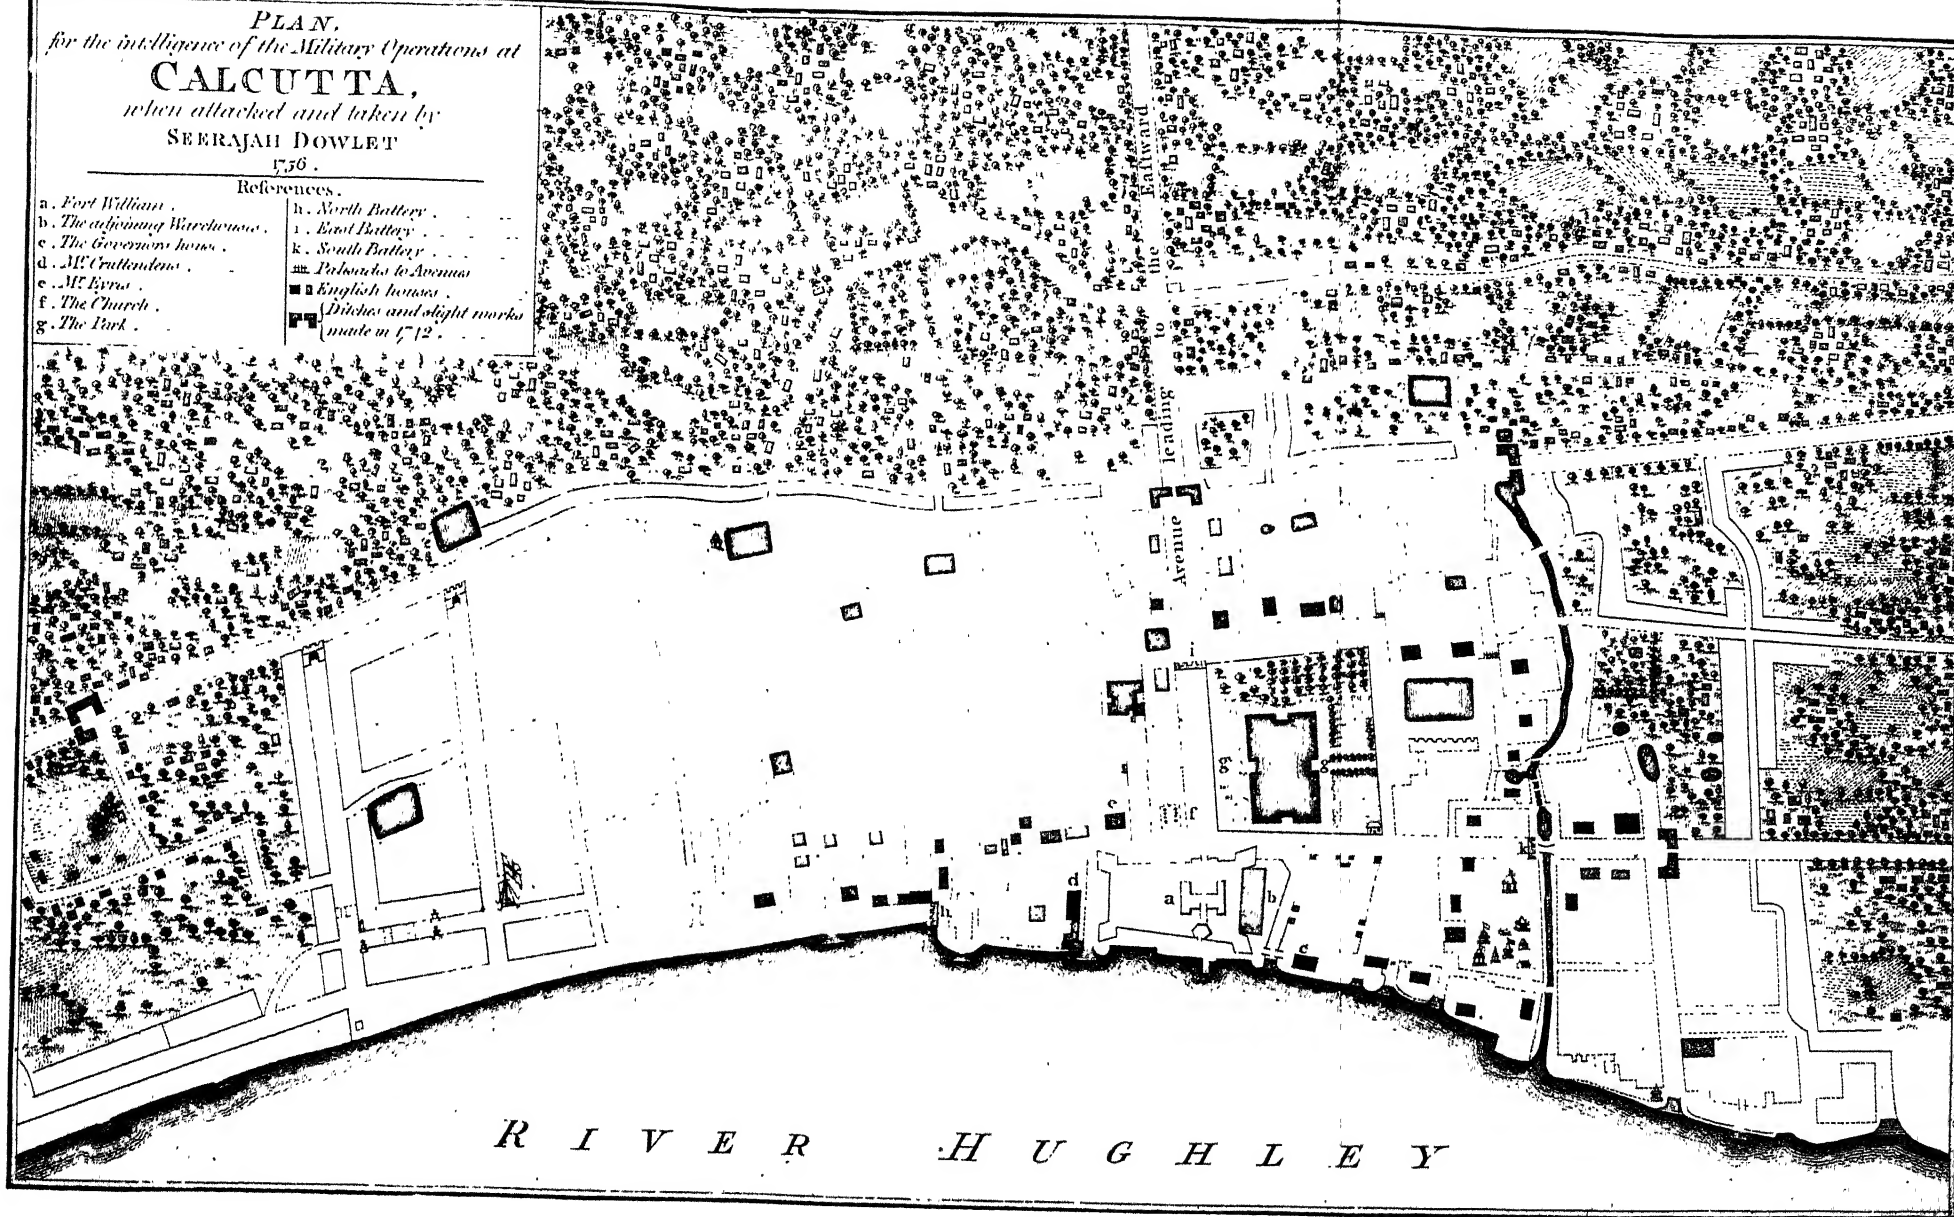 PLAN,
for the intelligence of the Military Operations at
CALCUTTA,
when attacked and taken by
SEERAJAH DOWLET
1756.
References.
a. Fort William.
b. The adjoining Warehouses.
c. The Governors house.
d. Mr. Cruttendens.
e. Mr. Eyres.
f. The Church.
g. The Park.
h. North Battery.
i. East Battery.
k. South Battery.
Palisades to Avenues
English houses.
Ditches and slight works
made in 1742.
Avenue leading to the Eastward
i
g
e
f
d
a
b
h
c
k
RIVER HUGHLEY